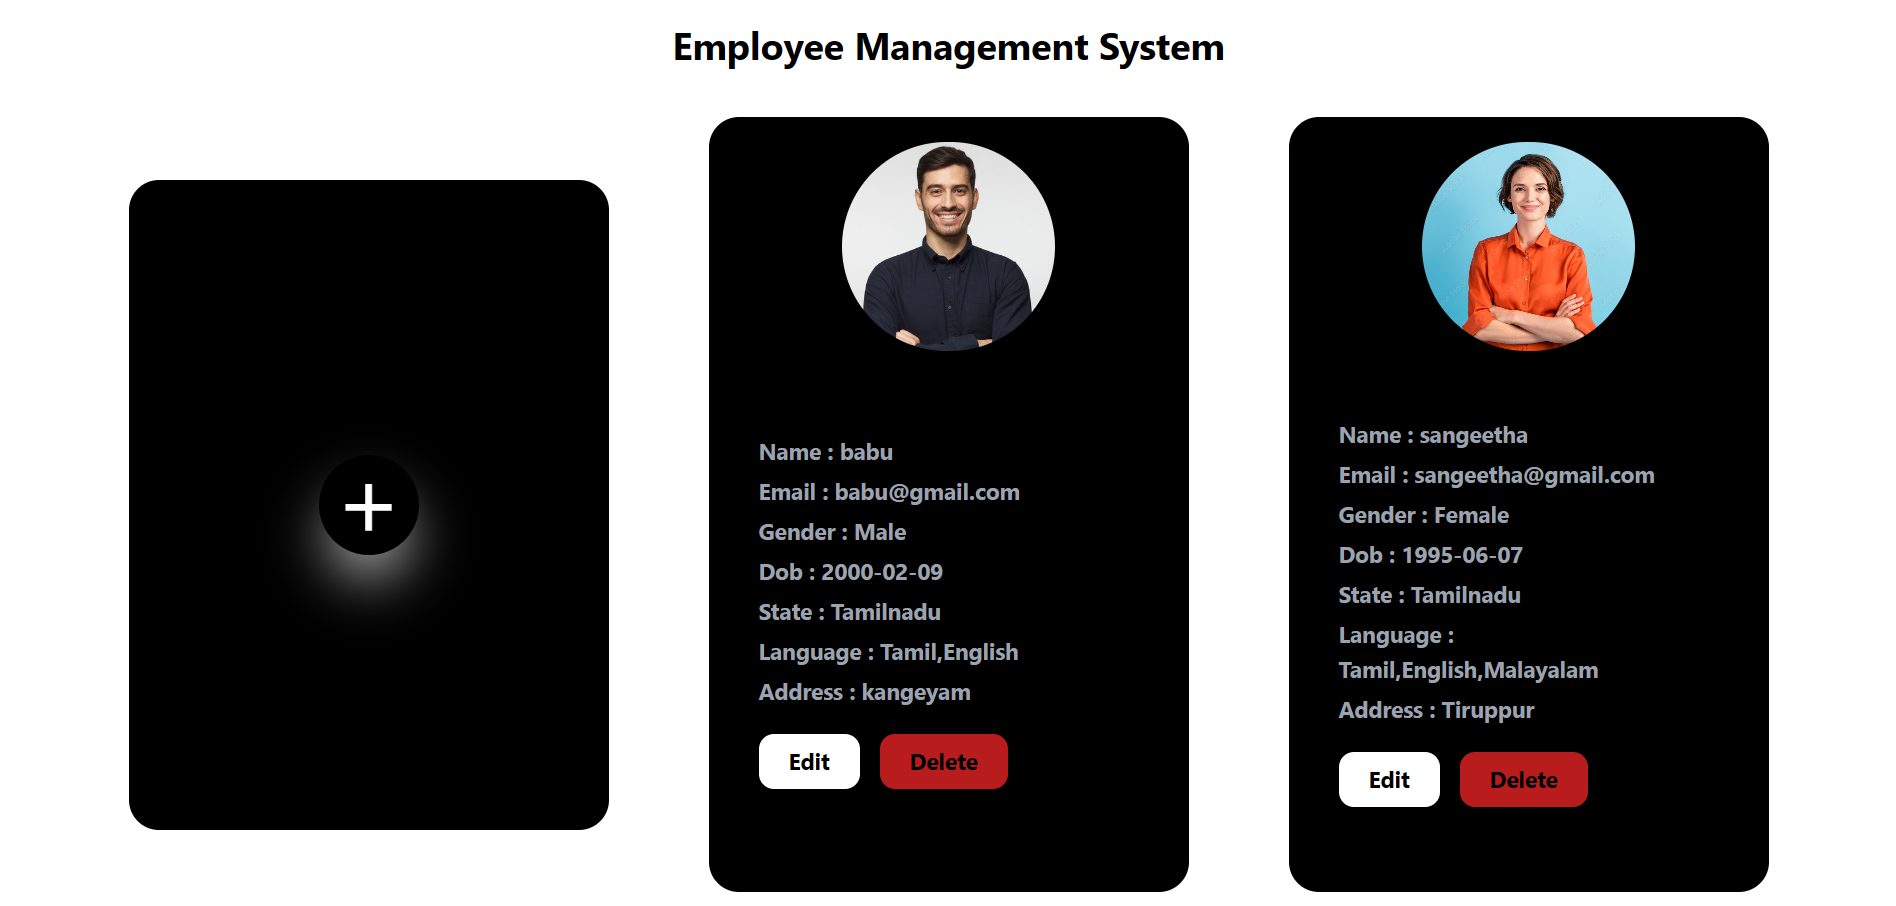 Employee Management System
+
Name : babu
Email : babu@gmail.com
Gender : Male
Dob : 2000-02-09
State : Tamilnadu
Language : Tamil,English
Address : kangeyam
Edit
Delete
Name : sangeetha
Email : sangeetha@gmail.com
Gender : Female
Dob : 1995-06-07
State : Tamilnadu
Language :
Tamil,English,Malayalam
Address : Tiruppur
Edit
Delete